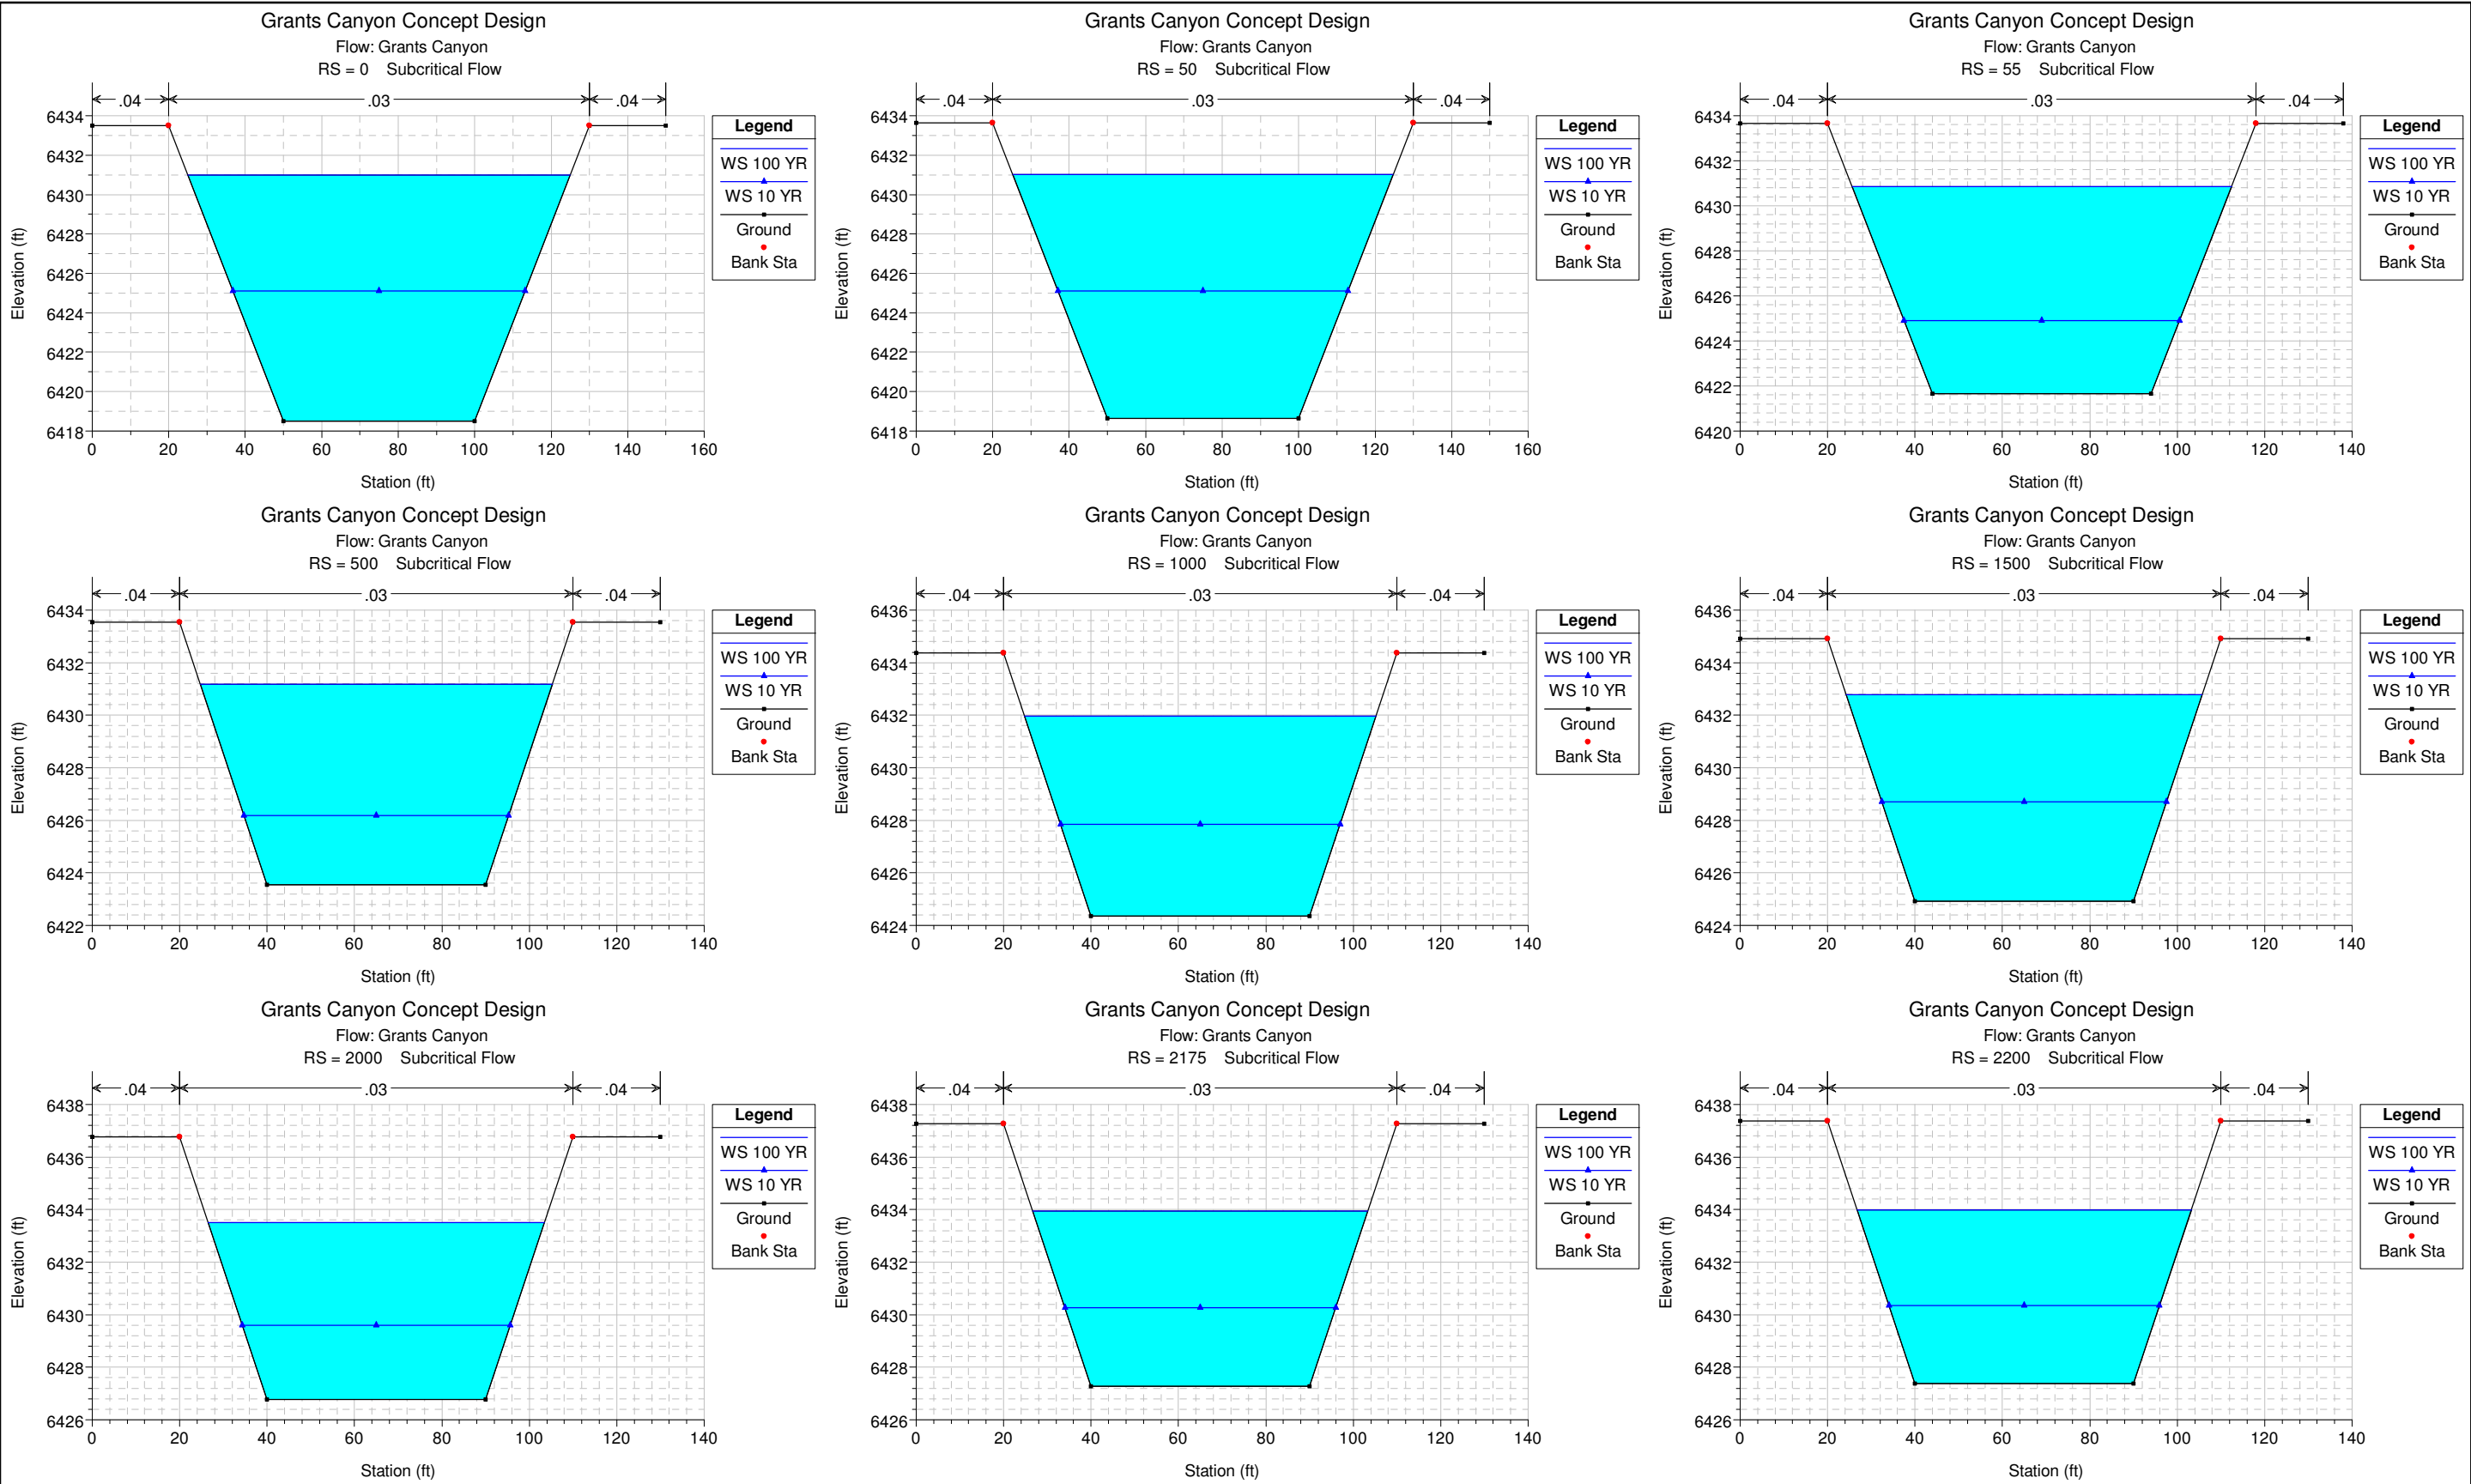 Grants Canyon Concept Design
Flow: Grants Canyon
RS = 0 Subcritical Flow
.04 .03 .04
6434
6432
6430
6428
6426
6424
6422
6420
6418
Elevation (ft)
0 20 40 60 80 100 120 140 160
Station (ft)
Legend
WS 100 YR
WS 10 YR
Ground
Bank Sta
Grants Canyon Concept Design
Flow: Grants Canyon
RS = 50 Subcritical Flow
.04 .03 .04
6434
6432
6430
6428
6426
6424
6422
6420
6418
Elevation (ft)
0 20 40 60 80 100 120 140 160
Station (ft)
Legend
WS 100 YR
WS 10 YR
Ground
Bank Sta
Grants Canyon Concept Design
Flow: Grants Canyon
RS = 55 Subcritical Flow
.04 .03 .04
6434
6432
6430
6428
6426
6424
6422
6420
Elevation (ft)
0 20 40 60 80 100 120 140
Station (ft)
Legend
WS 100 YR
WS 10 YR
Ground
Bank Sta
Grants Canyon Concept Design
Flow: Grants Canyon
RS = 500 Subcritical Flow
.04 .03 .04
6434
6432
6430
6428
6426
6424
6422
Elevation (ft)
0 20 40 60 80 100 120 140
Station (ft)
Legend
WS 100 YR
WS 10 YR
Ground
Bank Sta
Grants Canyon Concept Design
Flow: Grants Canyon
RS = 1000 Subcritical Flow
.04 .03 .04
6436
6434
6432
6430
6428
6426
6424
Elevation (ft)
0 20 40 60 80 100 120 140
Station (ft)
Legend
WS 100 YR
WS 10 YR
Ground
Bank Sta
Grants Canyon Concept Design
Flow: Grants Canyon
RS = 1500 Subcritical Flow
.04 .03 .04
6436
6434
6432
6430
6428
6426
6424
Elevation (ft)
0 20 40 60 80 100 120 140
Station (ft)
Legend
WS 100 YR
WS 10 YR
Ground
Bank Sta
Grants Canyon Concept Design
Flow: Grants Canyon
RS = 2000 Subcritical Flow
.04 .03 .04
6438
6436
6434
6432
6430
6428
6426
Elevation (ft)
0 20 40 60 80 100 120 140
Station (ft)
Legend
WS 100 YR
WS 10 YR
Ground
Bank Sta
Grants Canyon Concept Design
Flow: Grants Canyon
RS = 2175 Subcritical Flow
.04 .03 .04
6438
6436
6434
6432
6430
6428
6426
Elevation (ft)
0 20 40 60 80 100 120 140
Station (ft)
Legend
WS 100 YR
WS 10 YR
Ground
Bank Sta
Grants Canyon Concept Design
Flow: Grants Canyon
RS = 2200 Subcritical Flow
.04 .03 .04
6438
6436
6434
6432
6430
6428
6426
Elevation (ft)
0 20 40 60 80 100 120 140
Station (ft)
Legend
WS 100 YR
WS 10 YR
Ground
Bank Sta